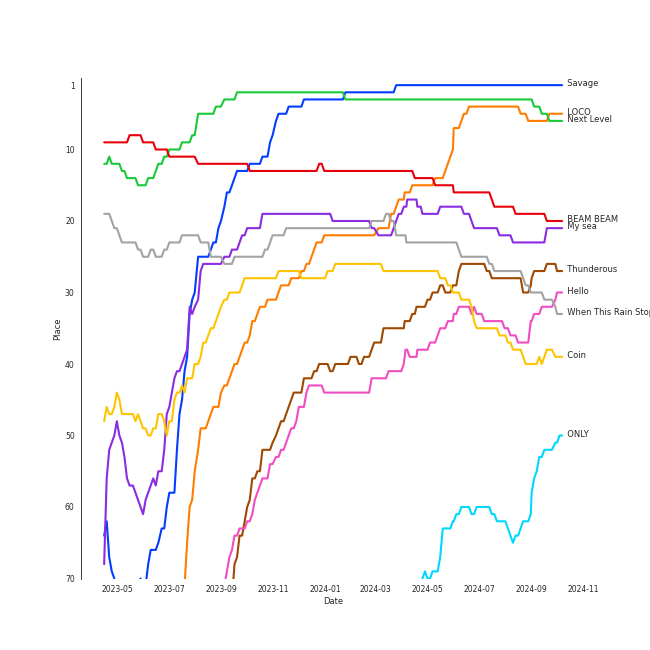 1
Savage
LOCO
Next Level
10
BEAM BEAM
My sea
20
Thunderous
30
Hello
When This Rain Stop
Place
Coin
40
ONLY
50
60
70
2023-05 2023-07 2023-09 2023-11 2024-01 2024-03 2024-05 2024-07 2024-09 2024-11
Date